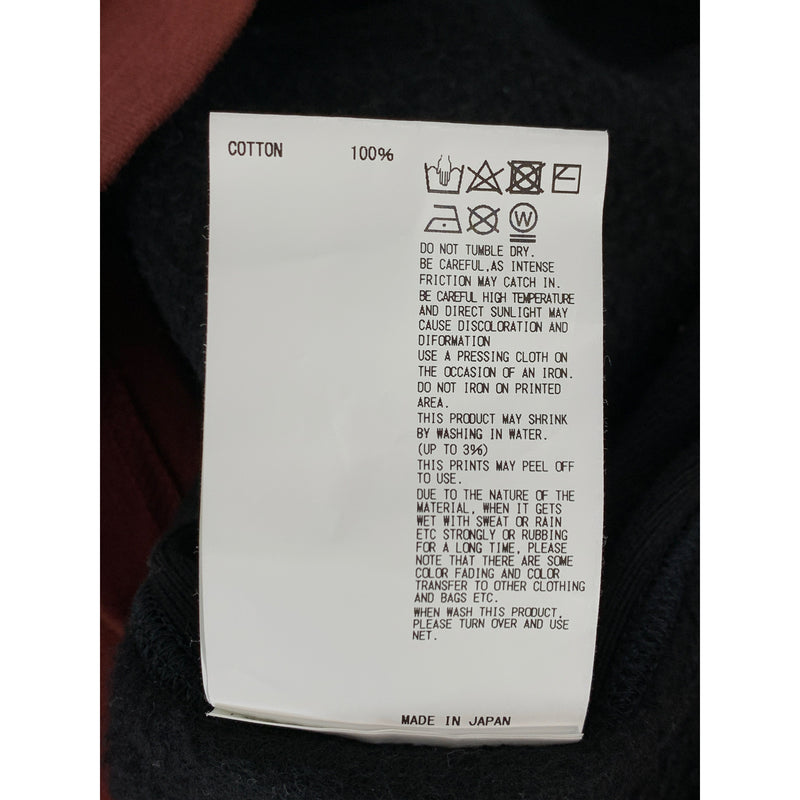 COTTON 100%
W
DO NOT TUMBLE DRY.
BE CAREFUL,AS INTENSE
FRICTION MAY CATCH IN.
BE CAREFUL HIGH TEMPERATURE
AND DIRECT SUNLIGHT MAY
CAUSE DISCOLORATION AND
DIFORMATION
USE A PRESSING CLOTH ON
THE OCCASION OF AN IRON.
DO NOT IRON ON PRINTED
AREA.
THIS PRODUCT MAY SHRINK
BY WASHING IN WATER.
(UP TO 3%)
THIS PRINTS MAY PEEL OFF
TO USE.
DUE TO THE NATURE OF THE
MATERIAL, WHEN IT GETS
WET WITH SWEAT OR RAIN
ETC STRONGLY OR RUBBING
FOR A LONG TIME, PLEASE
NOTE THAT THERE ARE SOME
COLOR FADING AND COLOR
TRANSFER TO OTHER CLOTHING
AND BAGS ETC.
WHEN WASH THIS PRODUCT,
PLEASE TURN OVER AND USE
NET.
MADE IN JAPAN